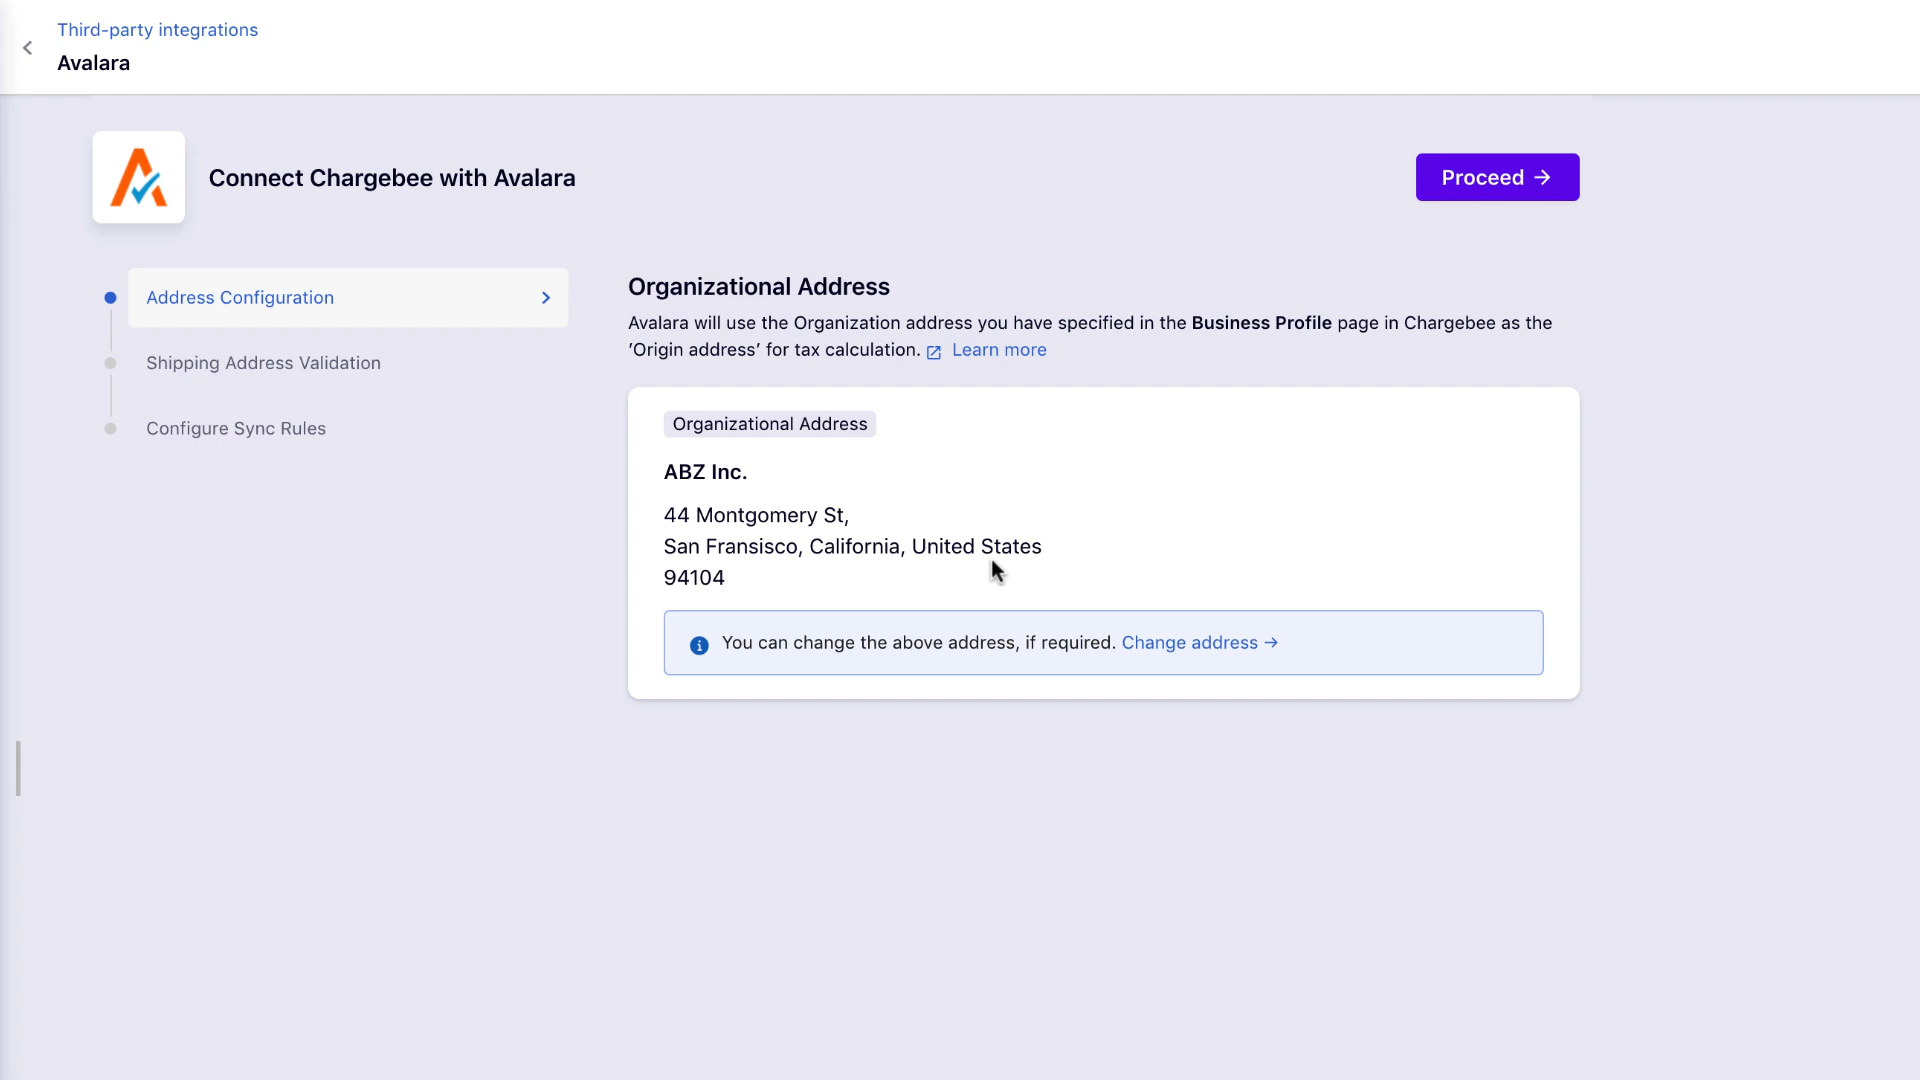 Third-party integrations
Avalara
Connect Chargebee with Avalara
Proceed →
Address Configuration
Shipping Address Validation
Configure Sync Rules
Organizational Address
Avalara will use the Organization address you have specified in the Business Profile page in Chargebee as the
'Origin address' for tax calculation. Learn more
Organizational Address
ABZ Inc.
44 Montgomery St,
San Fransisco, California, United States
94104
You can change the above address, if required. Change address →